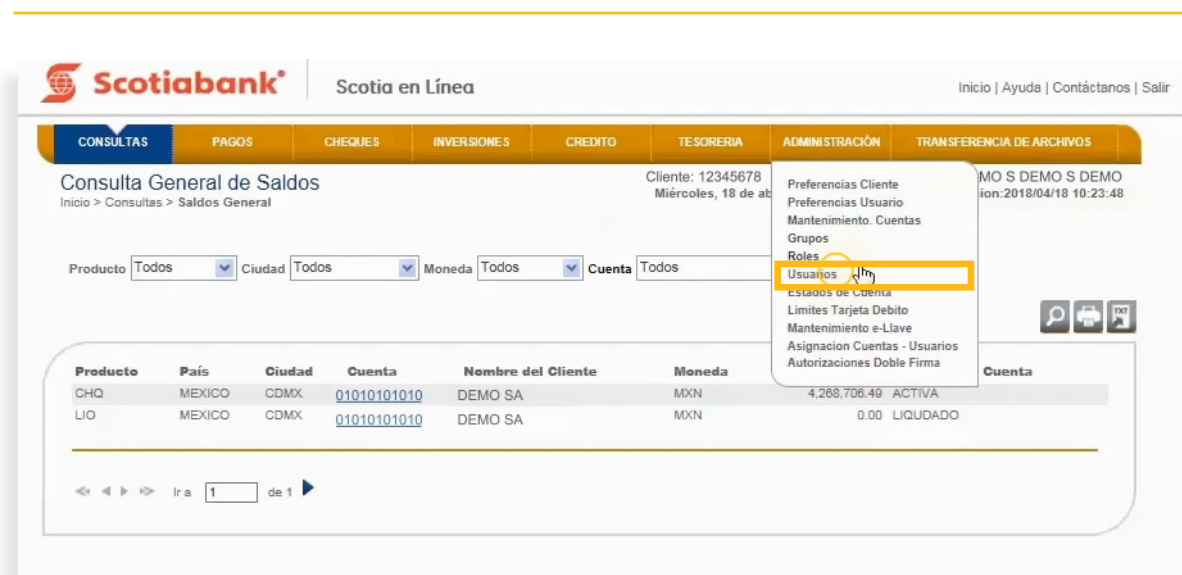 Scotiabank® Scotia en Línea Inicio | Ayuda | Contáctanos | Salir
CONSULTAS PAGOS CHEQUES INVERSIONES CREDITO TESORERIA ADMINISTRACIÓN TRANSFERENCIA DE ARCHIVOS
Consulta General de Saldos Cliente: 12345678 MO S DEMO S DEMO
Inicio > Consultas > Saldos General Miércoles, 18 de ab ion:2018/04/18 10:23:48
Preferencias Cliente
Preferencias Usuario
Mantenimiento. Cuentas
Grupos
Roles
Usuarios
Estados de Cuenta
Limites Tarjeta Debito
Mantenimiento e-Llave
Asignacion Cuentas - Usuarios
Autorizaciones Doble Firma
Producto Todos Ciudad Todos Moneda Todos Cuenta Todos
TXT
Producto País Ciudad Cuenta Nombre del Cliente Moneda Cuenta
CHQ MEXICO CDMX 01010101010 DEMO SA MXN 4,268,706.49 ACTIVA
LIO MEXICO CDMX 01010101010 DEMO SA MXN 0.00 LIQUDADO
Ir a 1 de 1